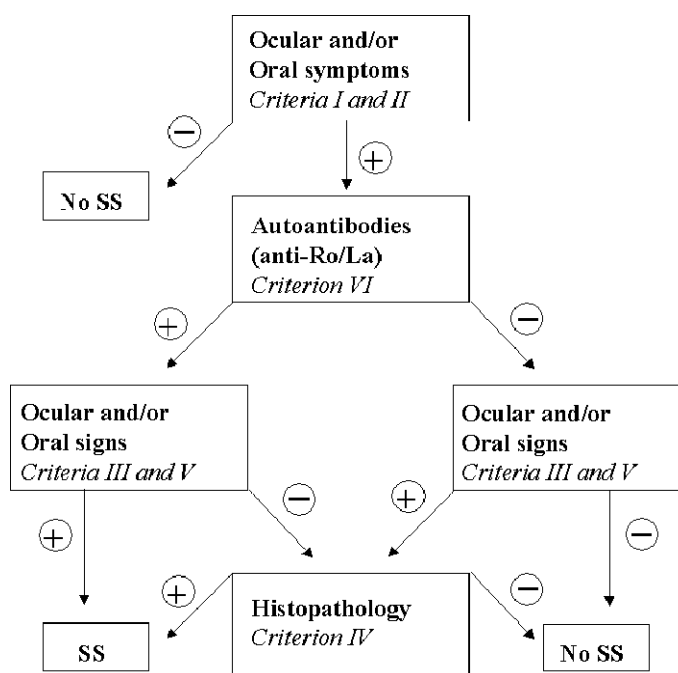 Ocular and/or
Oral symptoms
Criteria I and II
−
+
No SS
Autoantibodies
(anti-Ro/La)
Criterion VI
+
−
Ocular and/or
Oral signs
Criteria III and V
Ocular and/or
Oral signs
Criteria III and V
−
+
+
−
+
−
Histopathology
Criterion IV
SS
No SS